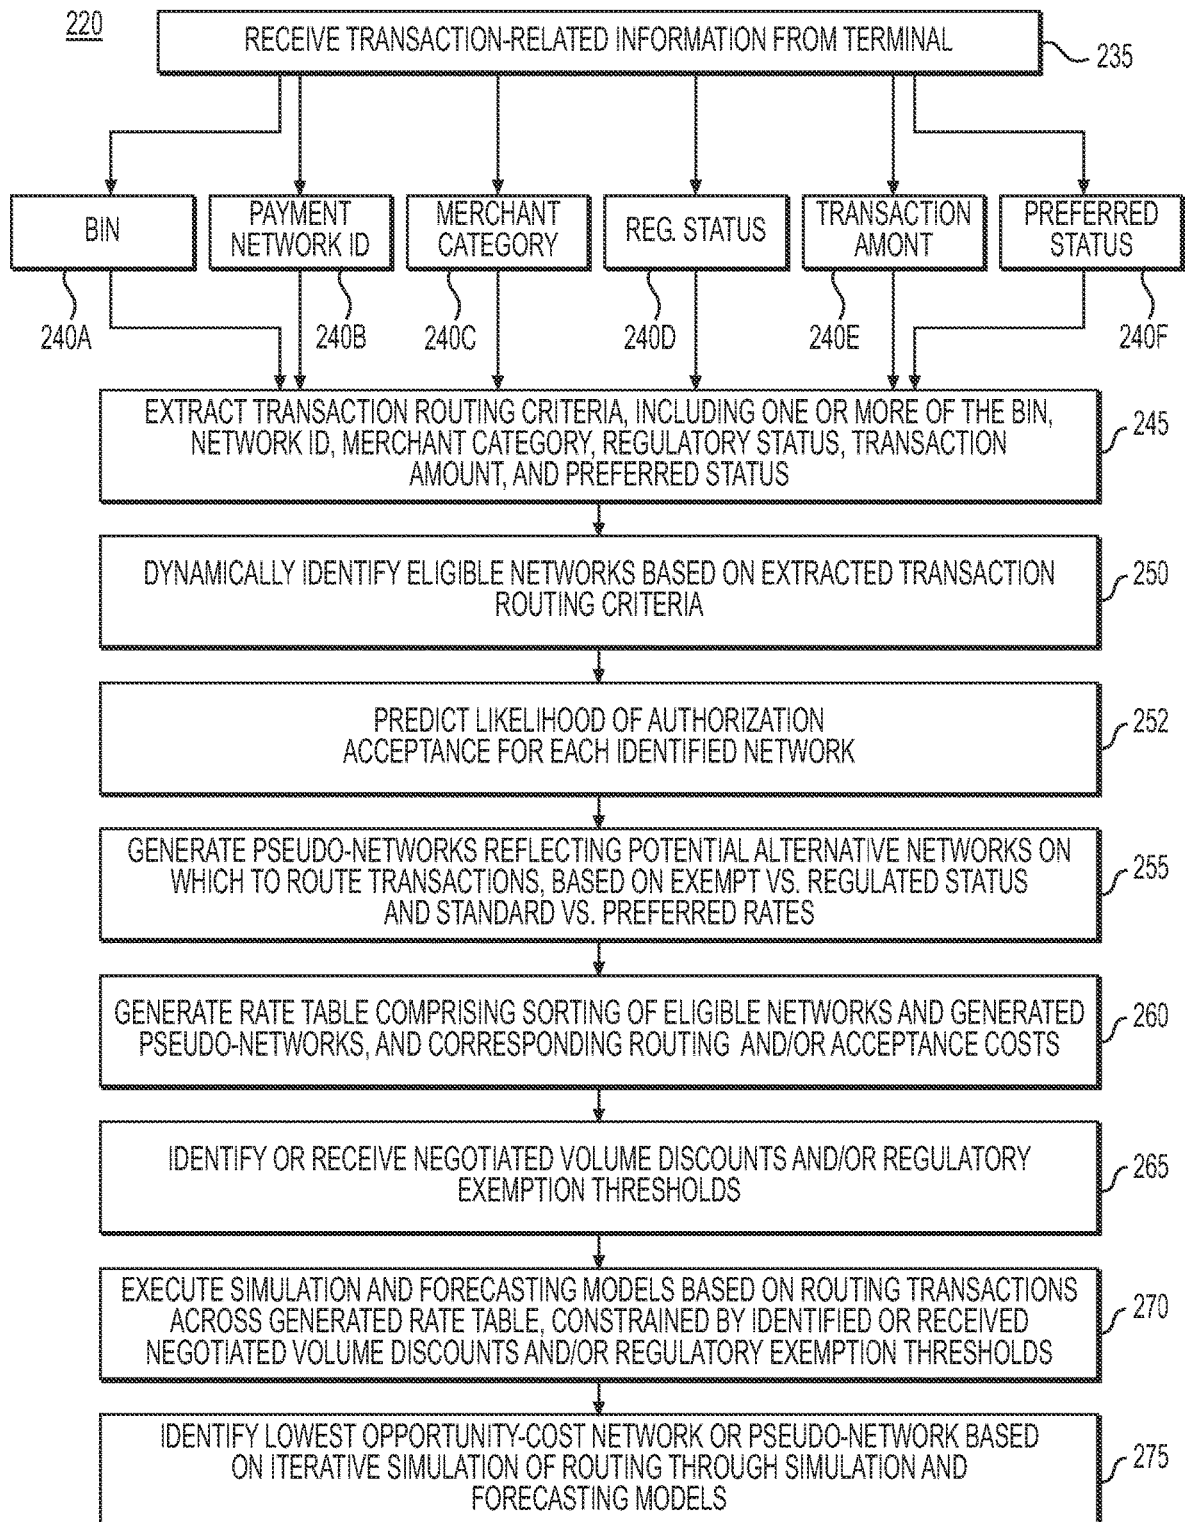 220
RECEIVE TRANSACTION-RELATED INFORMATION FROM TERMINAL
235
BIN
PAYMENT
NETWORK ID
MERCHANT
CATEGORY
REG. STATUS
TRANSACTION
AMONT
PREFERRED
STATUS
240A
240B
240C
240D
240E
240F
EXTRACT TRANSACTION ROUTING CRITERIA, INCLUDING ONE OR MORE OF THE BIN,
NETWORK ID, MERCHANT CATEGORY, REGULATORY STATUS, TRANSACTION
AMOUNT, AND PREFERRED STATUS
245
DYNAMICALLY IDENTIFY ELIGIBLE NETWORKS BASED ON EXTRACTED TRANSACTION
ROUTING CRITERIA
250
PREDICT LIKELIHOOD OF AUTHORIZATION
ACCEPTANCE FOR EACH IDENTIFIED NETWORK
252
GENERATE PSEUDO-NETWORKS REFLECTING POTENTIAL ALTERNATIVE NETWORKS ON
WHICH TO ROUTE TRANSACTIONS, BASED ON EXEMPT VS. REGULATED STATUS
AND STANDARD VS. PREFERRED RATES
255
GENERATE RATE TABLE COMPRISING SORTING OF ELIGIBLE NETWORKS AND GENERATED
PSEUDO-NETWORKS, AND CORRESPONDING ROUTING AND/OR ACCEPTANCE COSTS
260
IDENTIFY OR RECEIVE NEGOTIATED VOLUME DISCOUNTS AND/OR REGULATORY
EXEMPTION THRESHOLDS
265
EXECUTE SIMULATION AND FORECASTING MODELS BASED ON ROUTING TRANSACTIONS
ACROSS GENERATED RATE TABLE, CONSTRAINED BY IDENTIFIED OR RECEIVED
NEGOTIATED VOLUME DISCOUNTS AND/OR REGULATORY EXEMPTION THRESHOLDS
270
IDENTIFY LOWEST OPPORTUNITY-COST NETWORK OR PSEUDO-NETWORK BASED
ON ITERATIVE SIMULATION OF ROUTING THROUGH SIMULATION AND
FORECASTING MODELS
275